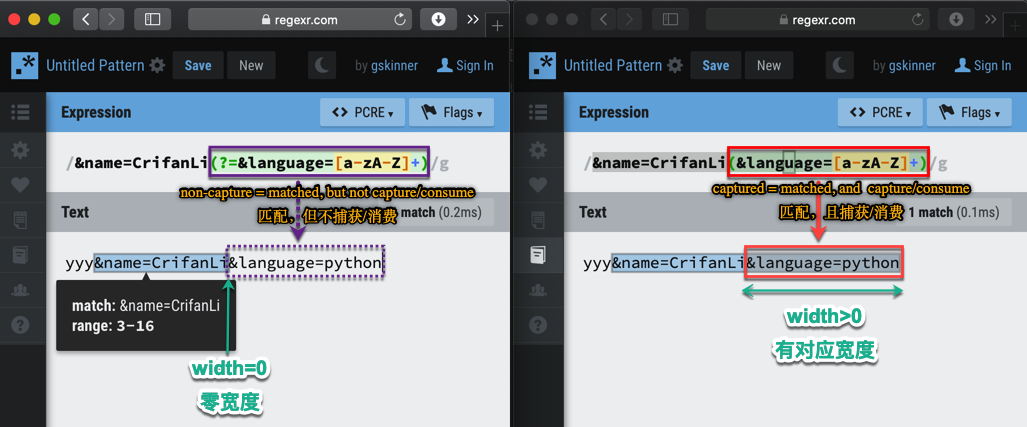 regexr.com
Untitled Pattern
Save
New
by gskinner
Sign In
Expression
<> PCRE
Flags
/&name=CrifanLi(?=&language=[a-zA-Z]+)/g
non-capture = matched, but not capture/consume
匹配，但不捕获/消费
Text
match (0.2ms)
yyy&name=CrifanLi&language=python
match: &name=CrifanLi
range: 3-16
width=0
零宽度
regexr.com
Untitled Pattern
Save
New
by gskinner
Sign In
Expression
<> PCRE
Flags
/&name=CrifanLi(&language=[a-zA-Z]+)/g
captured = matched, and capture/consume
匹配，且捕获/消费
Text
1 match (0.1ms)
yyy&name=CrifanLi&language=python
width>0
有对应宽度